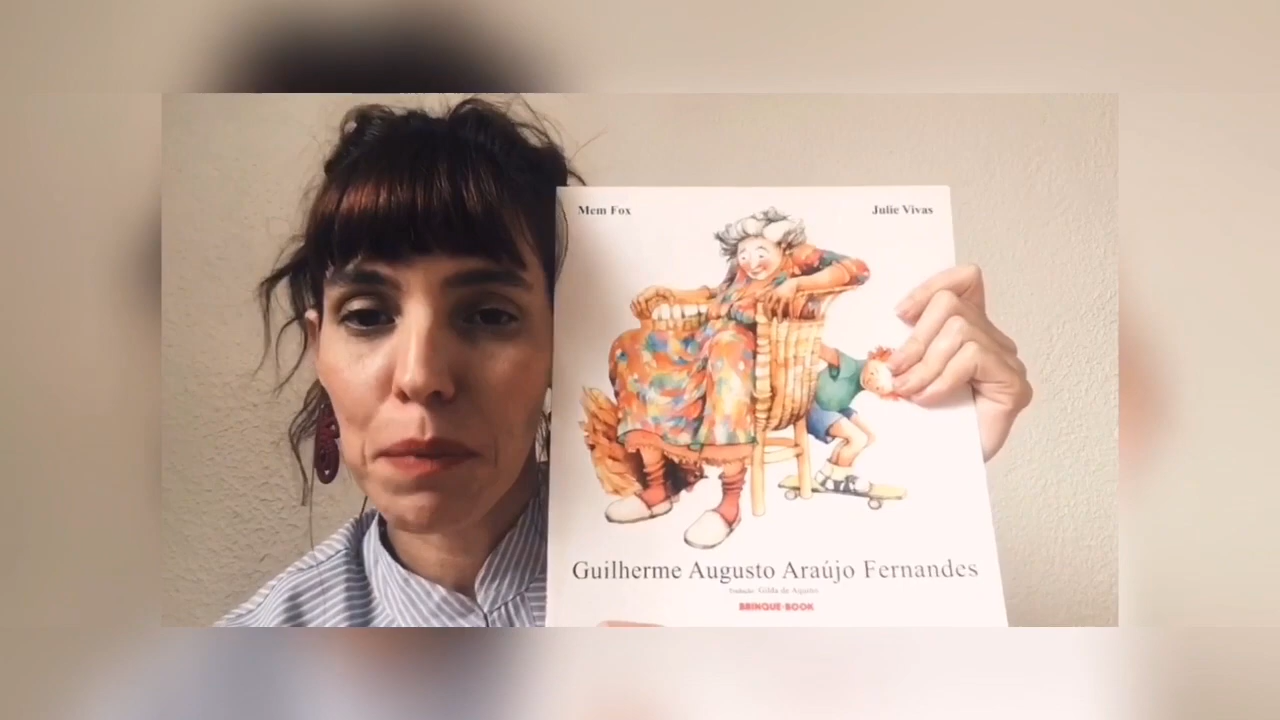 Mem Fox
Julie Vivas
Guilherme Augusto Araújo Fernandes
Tradução: Gilda de Aquino
BRINQUE-BOOK